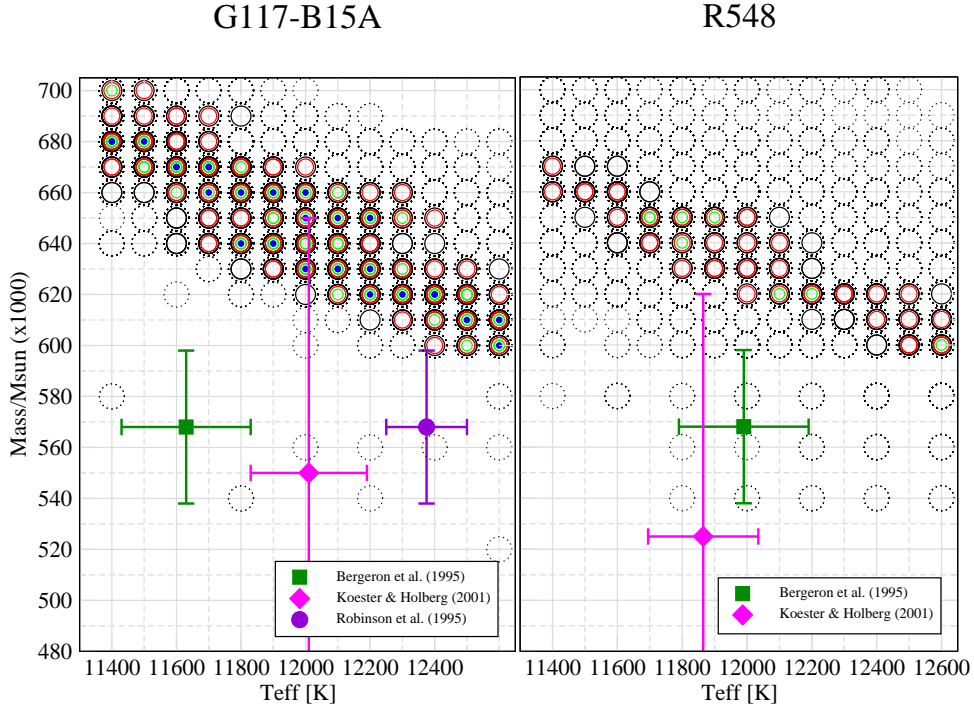 G117-B15A
R548
Mass/Msun (x1000)
700
680
660
640
620
600
580
560
540
520
500
480
Bergeron et al. (1995)
Koester & Holberg (2001)
Robinson et al. (1995)
Bergeron et al. (1995)
Koester & Holberg (2001)
11400 11600 11800 12000 12200 12400
11400 11600 11800 12000 12200 12400 12600
Teff [K]
Teff [K]